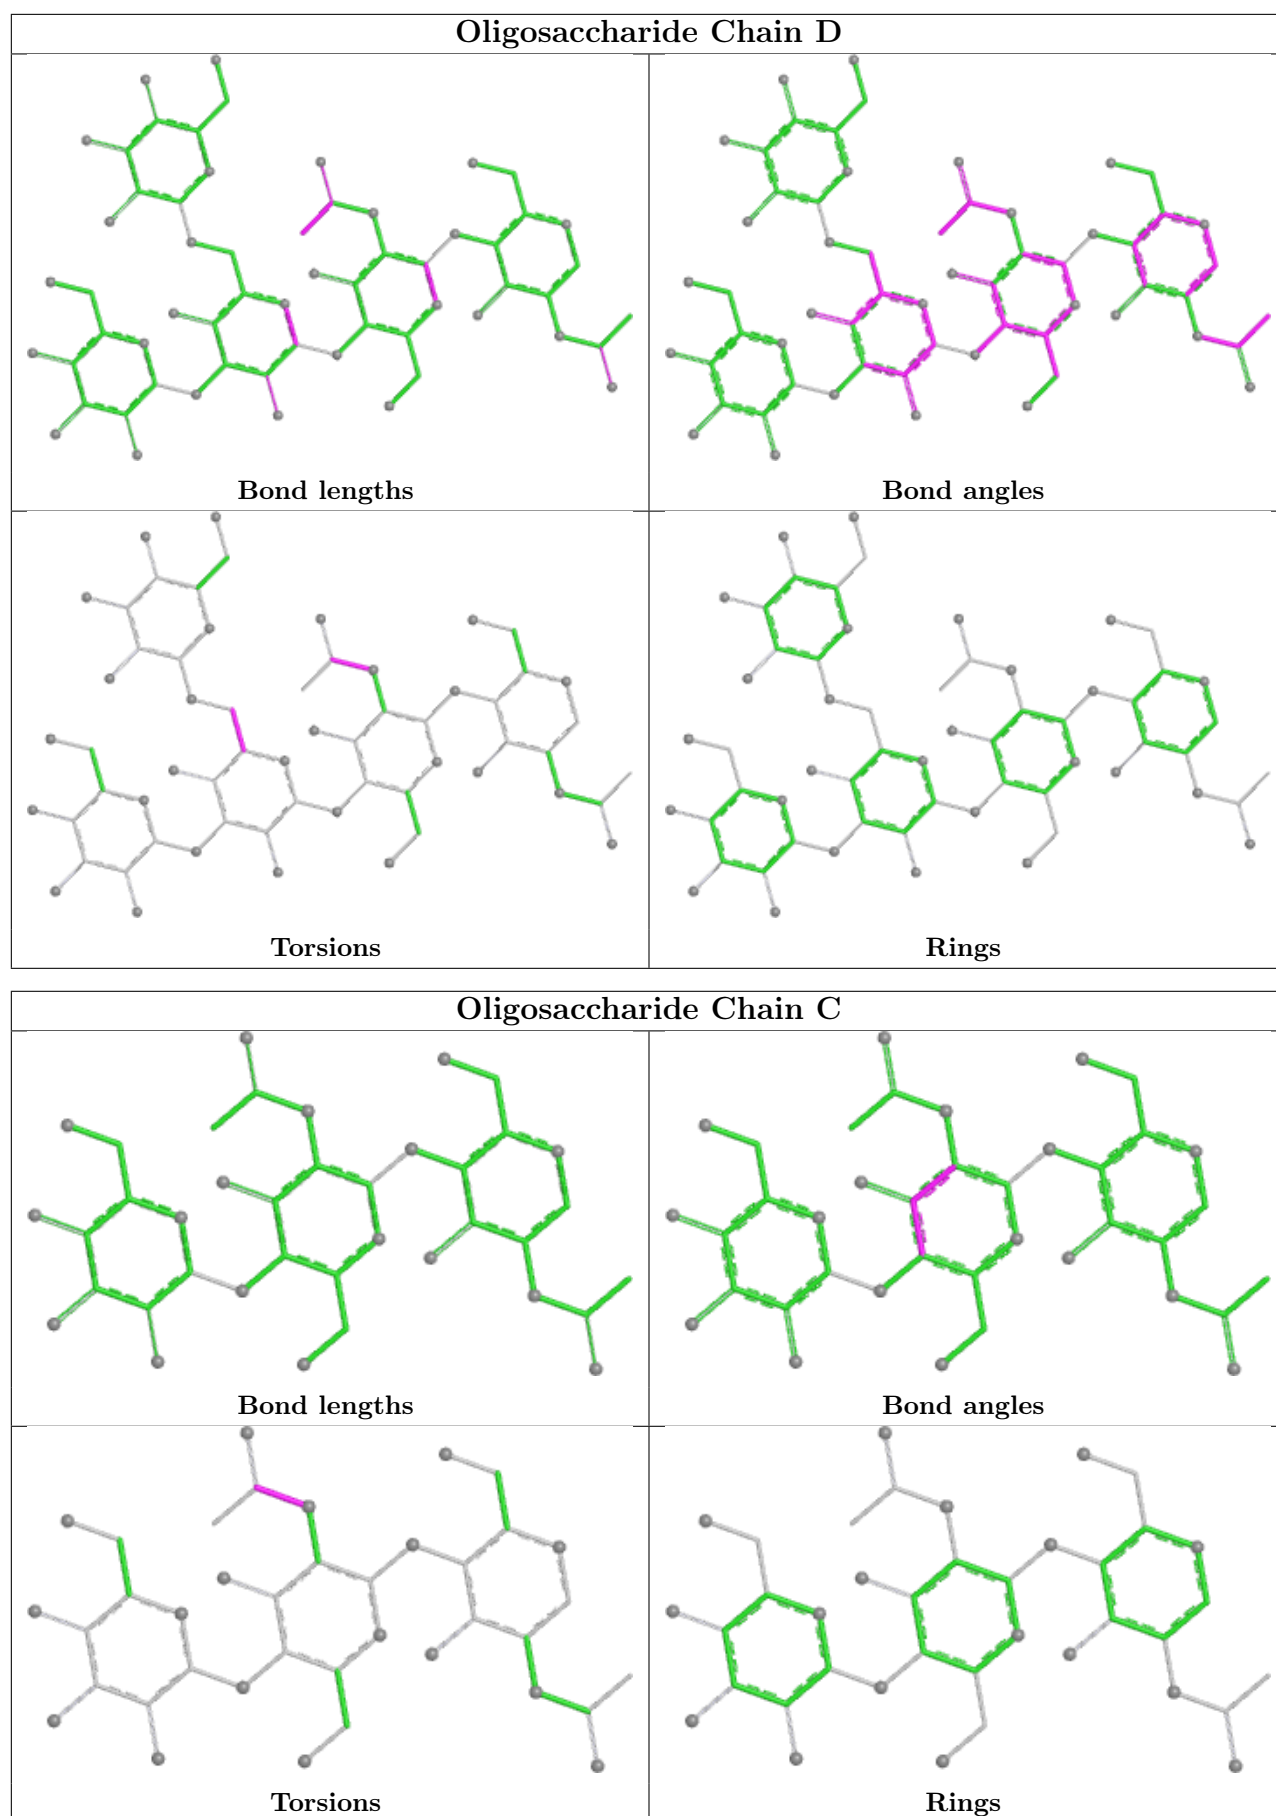 Oligosaccharide Chain D
Bond lengths
Bond angles
Torsions
Rings
Oligosaccharide Chain C
Bond lengths
Bond angles
Torsions
Rings